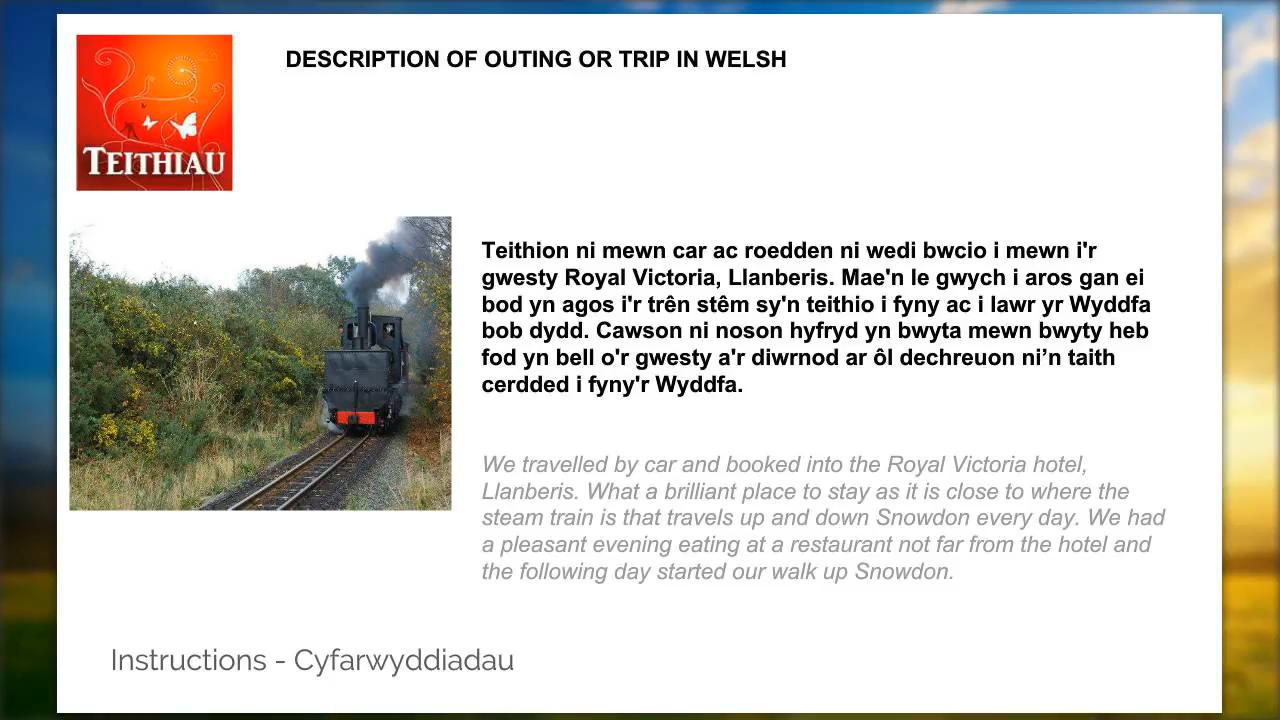 DESCRIPTION OF OUTING OR TRIP IN WELSH
TEITHIAU
Teithion ni mewn car ac roedden ni wedi bwcio i mewn i'r
gwesty Royal Victoria, Llanberis. Mae'n le gwych i aros gan ei
bod yn agos i'r trên stêm sy'n teithio i fyny ac i lawr yr Wyddfa
bob dydd. Cawson ni noson hyfryd yn bwyta mewn bwyty heb
fod yn bell o'r gwesty a'r diwrnod ar ôl dechreuon ni’n taith
cerdded i fyny'r Wyddfa.
We travelled by car and booked into the Royal Victoria hotel,
Llanberis. What a brilliant place to stay as it is close to where the
steam train is that travels up and down Snowdon every day. We had
a pleasant evening eating at a restaurant not far from the hotel and
the following day started our walk up Snowdon.
Instructions - Cyfarwyddiadau